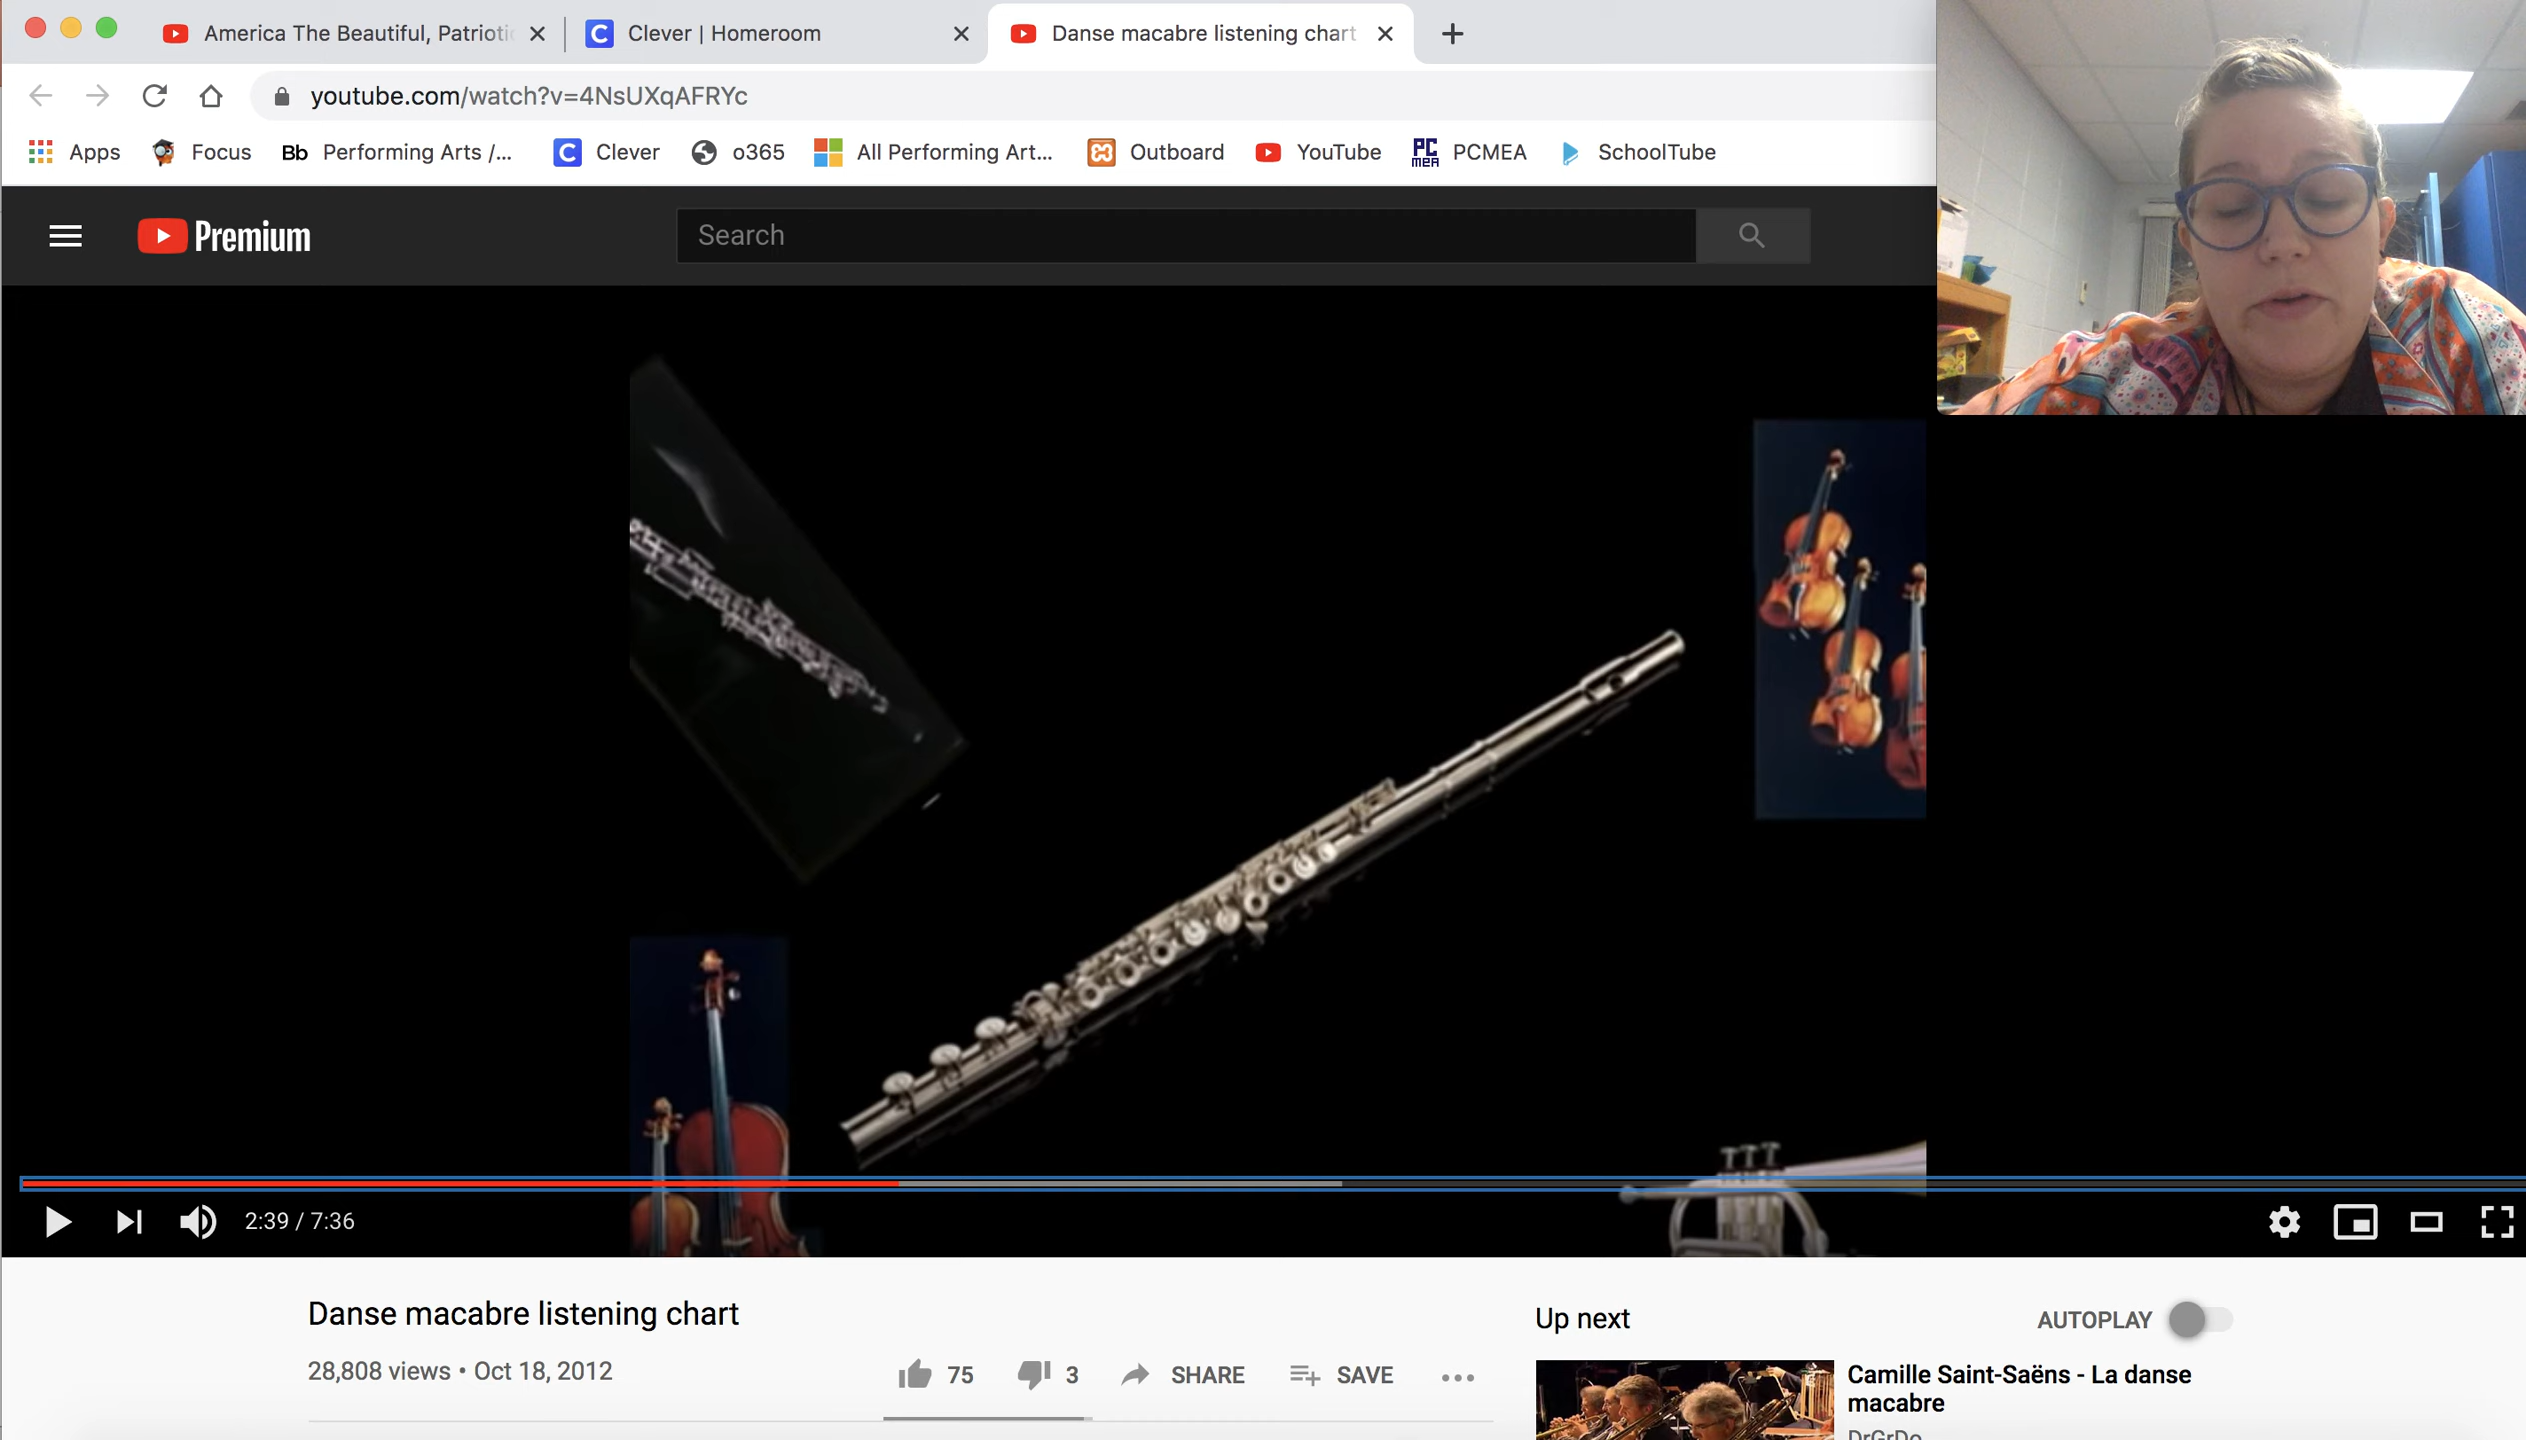 America The Beautiful, Patrioti
Clever | Homeroom
Danse macabre listening chart
youtube.com/watch?v=4NsUXqAFRYc
Apps
Focus
Bb Performing Arts /...
C Clever
o365
All Performing Art...
Outboard
YouTube
PC MEA PCMEA
SchoolTube
Premium
Search
2:39 / 7:36
Danse macabre listening chart
28,808 views • Oct 18, 2012
75
3
SHARE
SAVE
Up next
AUTOPLAY
Camille Saint-Saëns - La danse
macabre
DrGrDo